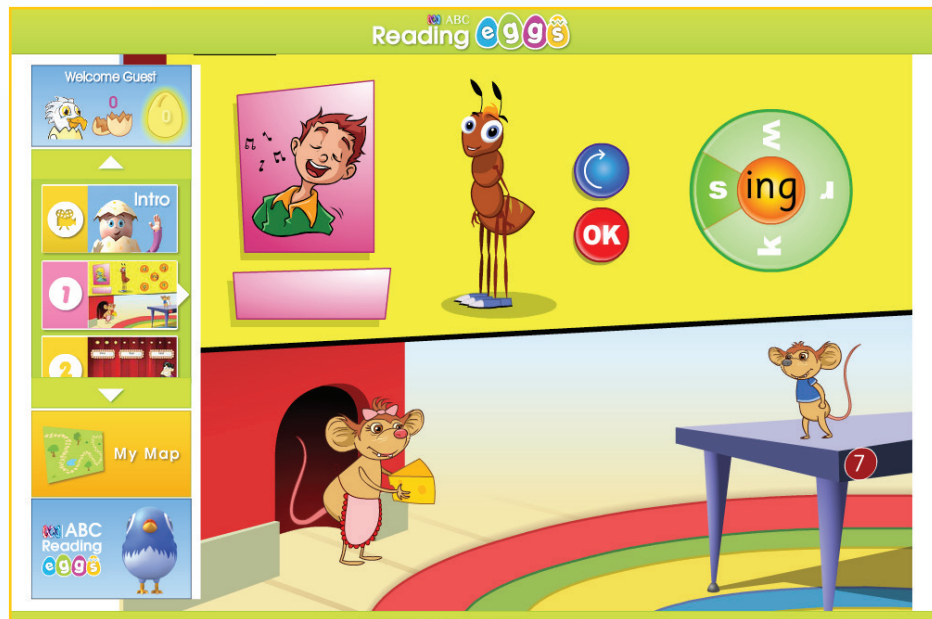 ABC
Reading eggs
Welcome Guest
0
0
Intro
1
2
My Map
ABC
Reading
eggs
OK
w
s ing r
k
7